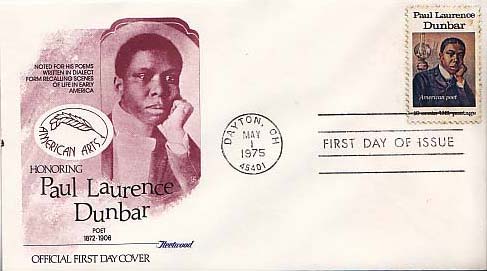 NOTED FOR HIS POEMS
WRITTEN IN DIALECT
FORM RECALLING SCENES
OF LIFE IN EARLY
AMERICA
AMERICAN ARTS
HONORING
Paul Laurence
Dunbar
POET
1872-1906
Fleetwood
OFFICIAL FIRST DAY COVER
DAYTON, OH
MAY
1
1975
45401
FIRST DAY OF ISSUE
Paul Laurence
Dunbar
American poet
10 cents U.S. postage